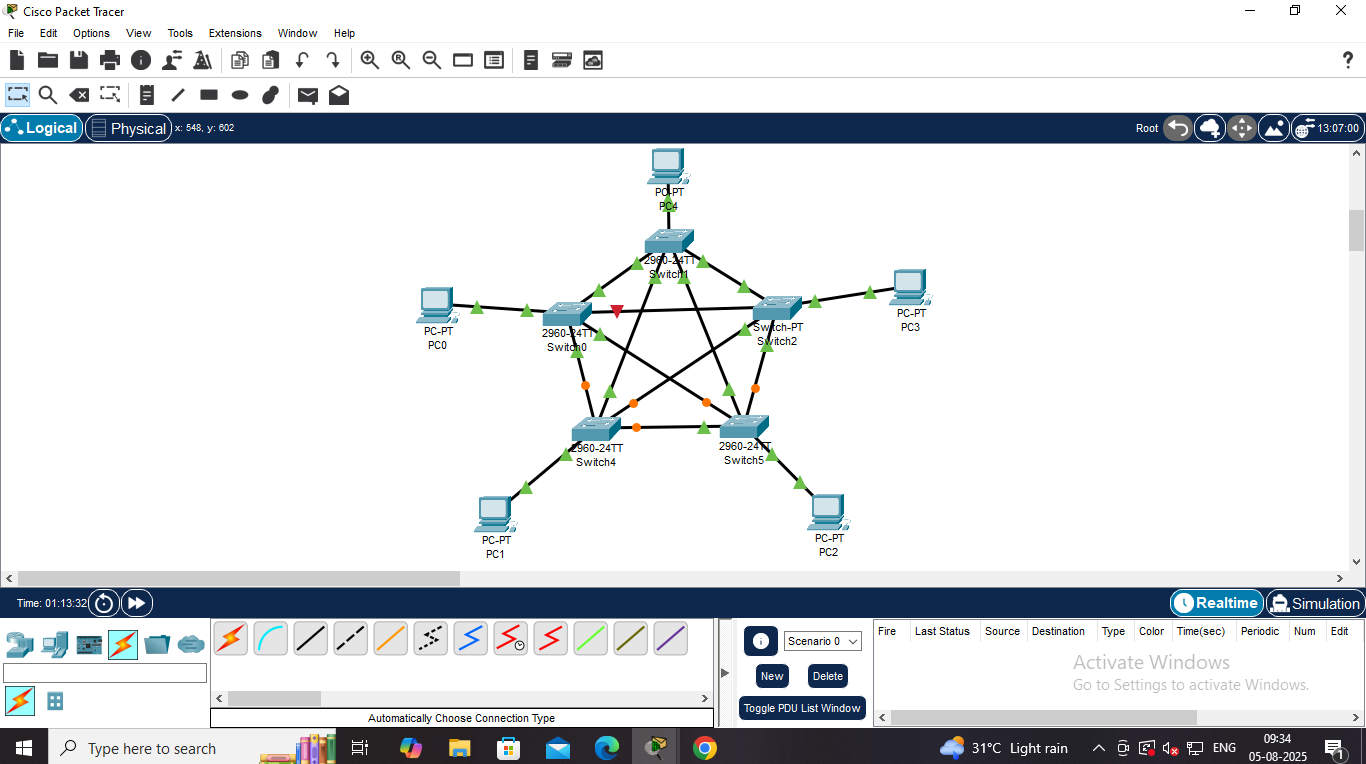 Cisco Packet Tracer
File Edit Options View Tools Extensions Window Help
?
Logical Physical x: 548, y: 602 Root 13:07:00
PC-PT
PC4
2960-24TT
Switch1
PC-PT
PC3
PC-PT
PC0
2960-24TT
Switch0
Switch-PT
Switch2
2960-24TT
Switch4
2960-24TT
Switch5
PC-PT
PC1
PC-PT
PC2
Time: 01:13:32 Realtime Simulation
Scenario 0
New Delete
Toggle PDU List Window
Fire Last Status Source Destination Type Color Time(sec) Periodic Num Edit
Activate Windows
Go to Settings to activate Windows.
Automatically Choose Connection Type
Type here to search 31°C Light rain ENG 09:34
05-08-2025 1